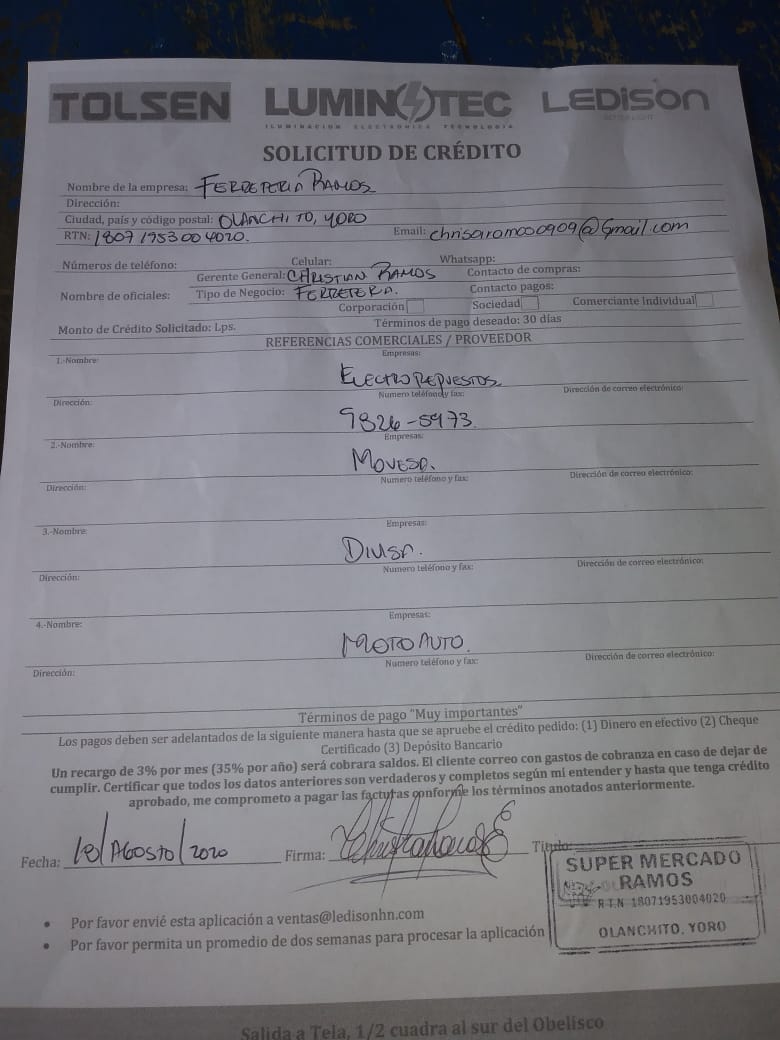 TOLSEN LUMINOTEC LEDISON
ILUMINACION ELECTRONICA TECNOLOGIA
SOLICITUD DE CRÉDITO
Nombre de la empresa: FERRETERIA RAMOS
Dirección:
Ciudad, país y código postal: OLANCHITO, YORO
RTN: 18071953004020. Email: chrisaramos0909@Gmail.com
Números de teléfono: Celular: Whatsapp:
Gerente General: CHRISTIAN RAMOS Contacto de compras:
Nombre de oficiales: Tipo de Negocio: FERRETERA. Contacto pagos:
Corporación Sociedad Comerciante Individual
Monto de Crédito Solicitado: Lps. Términos de pago deseado: 30 días
REFERENCIAS COMERCIALES / PROVEEDOR
1.-Nombre: Empresas:
ELECTRO REPUESTOS
Dirección: Numero teléfono y fax: Dirección de correo electrónico:
9826-5973
2.-Nombre: Empresas:
MOVESA.
Dirección: Numero teléfono y fax: Dirección de correo electrónico:
3.-Nombre: Empresas:
DIUSA.
Dirección: Numero teléfono y fax: Dirección de correo electrónico:
4.-Nombre: Empresas:
MOTO AUTO.
Dirección: Numero teléfono y fax: Dirección de correo electrónico:
Términos de pago "Muy importantes"
Los pagos deben ser adelantados de la siguiente manera hasta que se apruebe el crédito pedido: (1) Dinero en efectivo (2) Cheque
Certificado (3) Depósito Bancario
Un recargo de 3% por mes (35% por año) será cobrara saldos. El cliente correo con gastos de cobranza en caso de dejar de
cumplir. Certificar que todos los datos anteriores son verdaderos y completos según mi entender y hasta que tenga crédito
aprobado, me comprometo a pagar las facturas conforme los términos anotados anteriormente.
Fecha: 18/AGOSTO/2020 Firma: Titulo:
SUPER MERCADO
RAMOS
R.T.N 18071953004020
OLANCHITO, YORO
• Por favor envié esta aplicación a ventas@ledisonhn.com
• Por favor permita un promedio de dos semanas para procesar la aplicación
Salida a Tela, 1/2 cuadra al sur del Obelisco